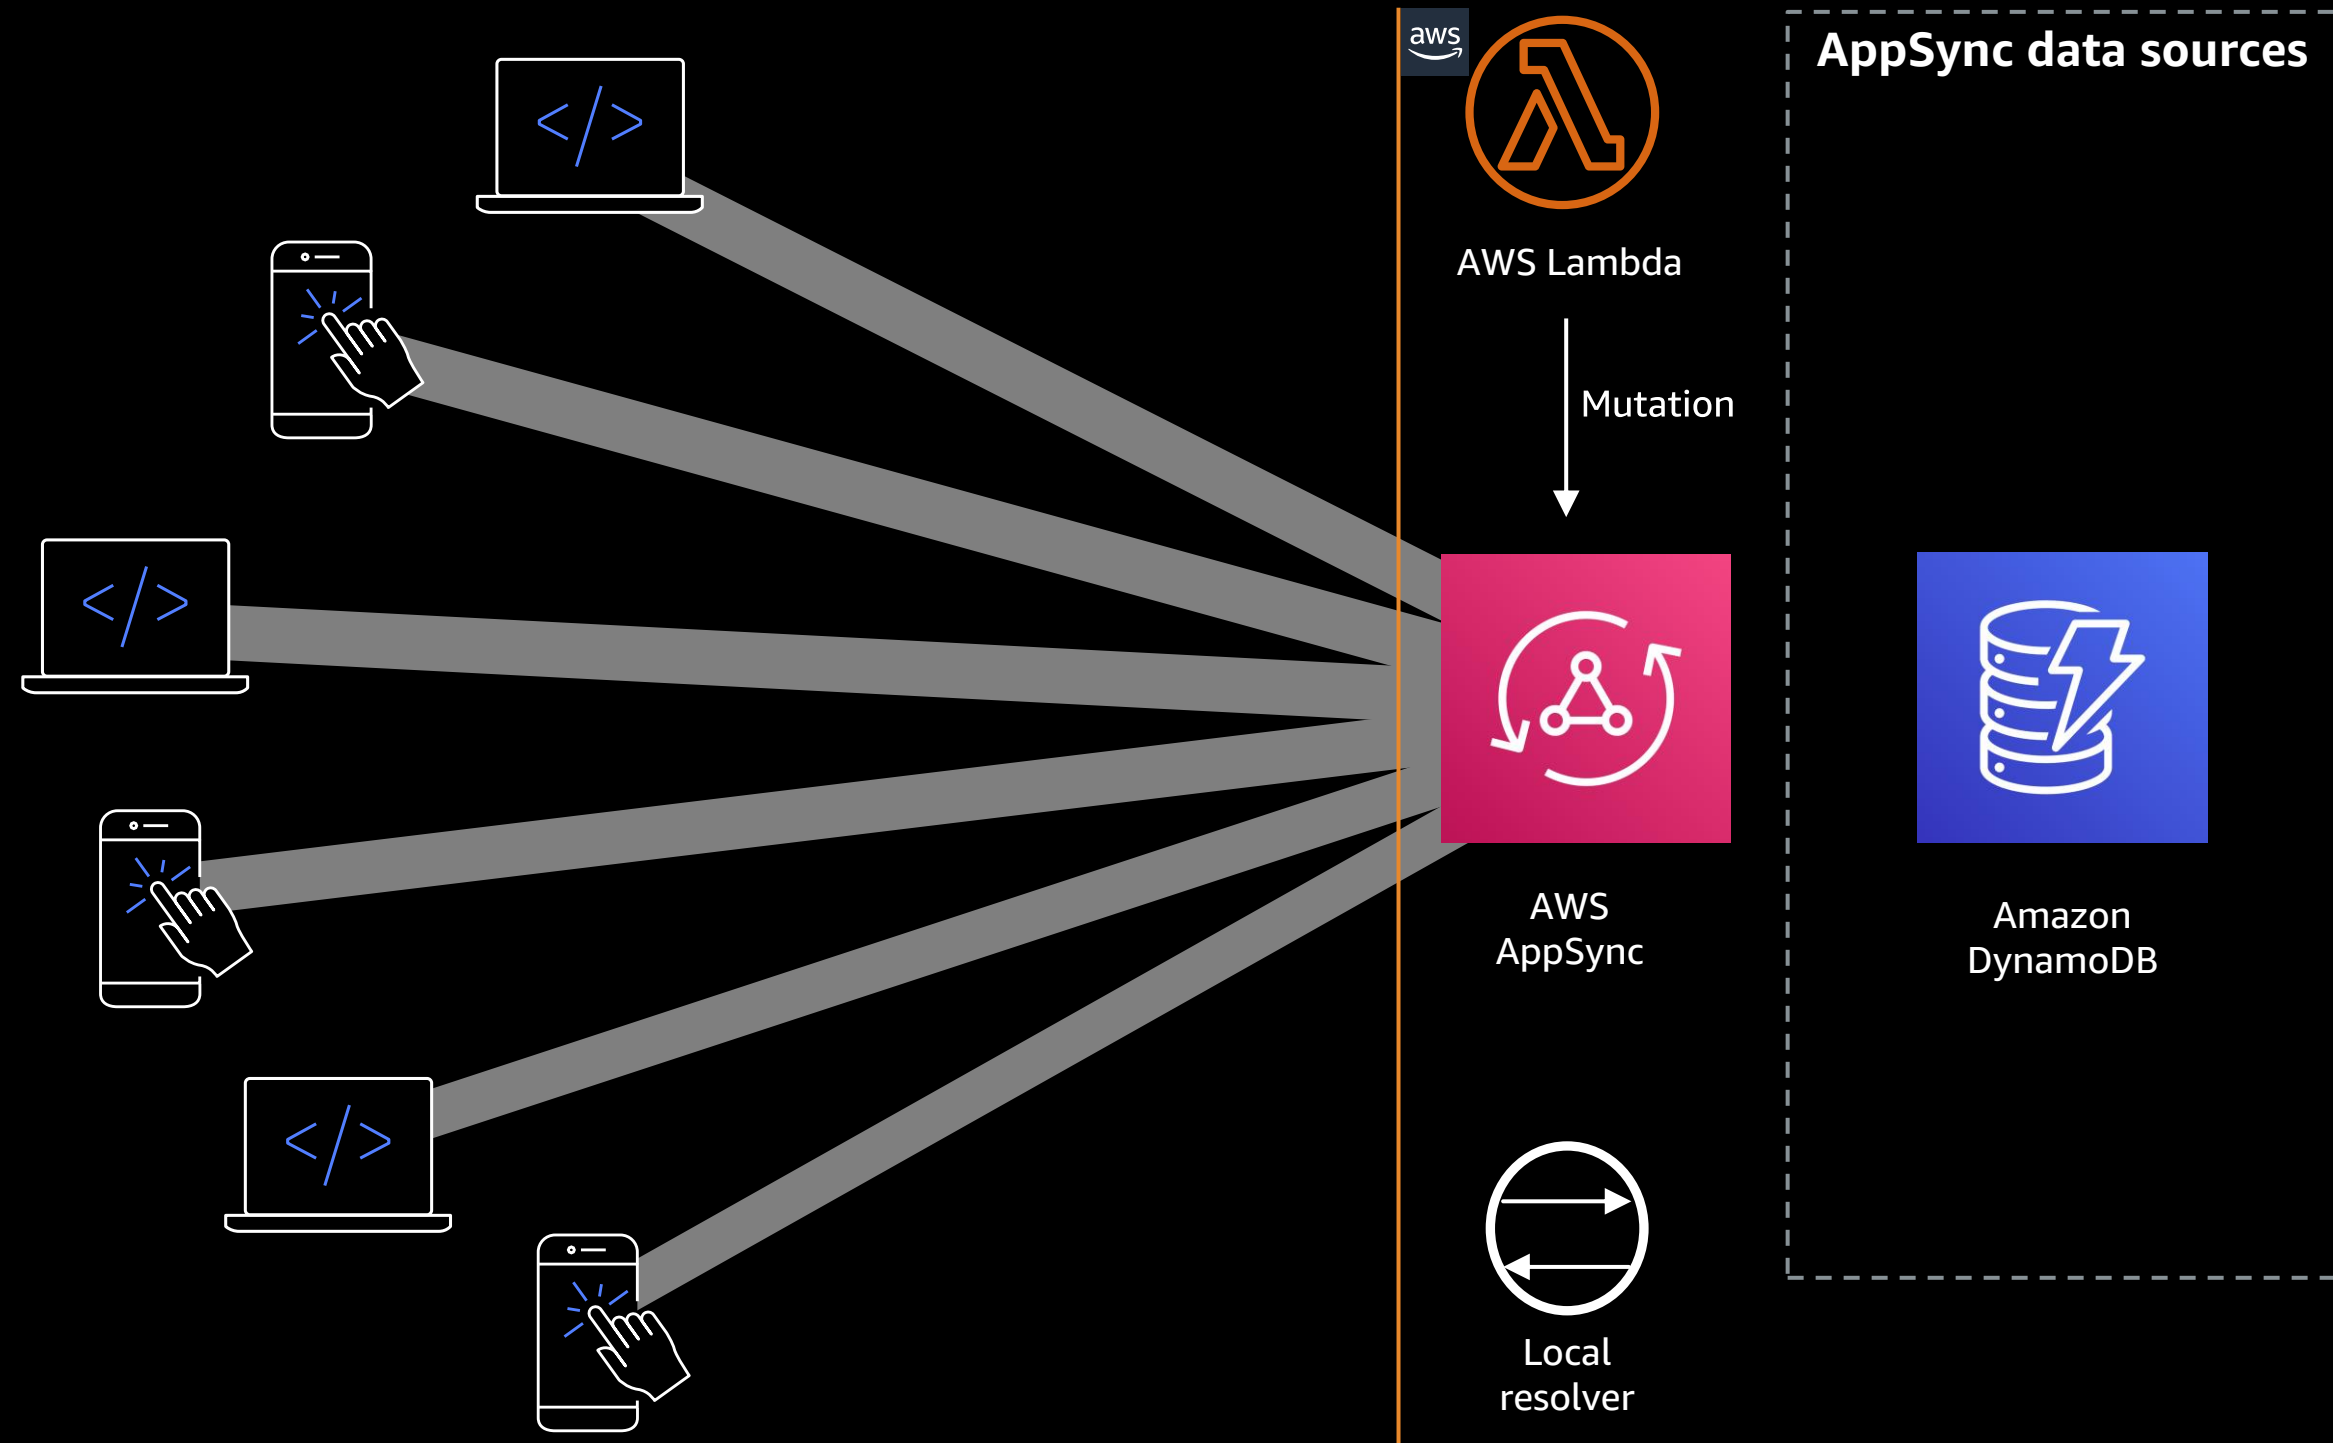 aws
AppSync data sources
AWS Lambda
Mutation
AWS
AppSync
Amazon
DynamoDB
Local
resolver